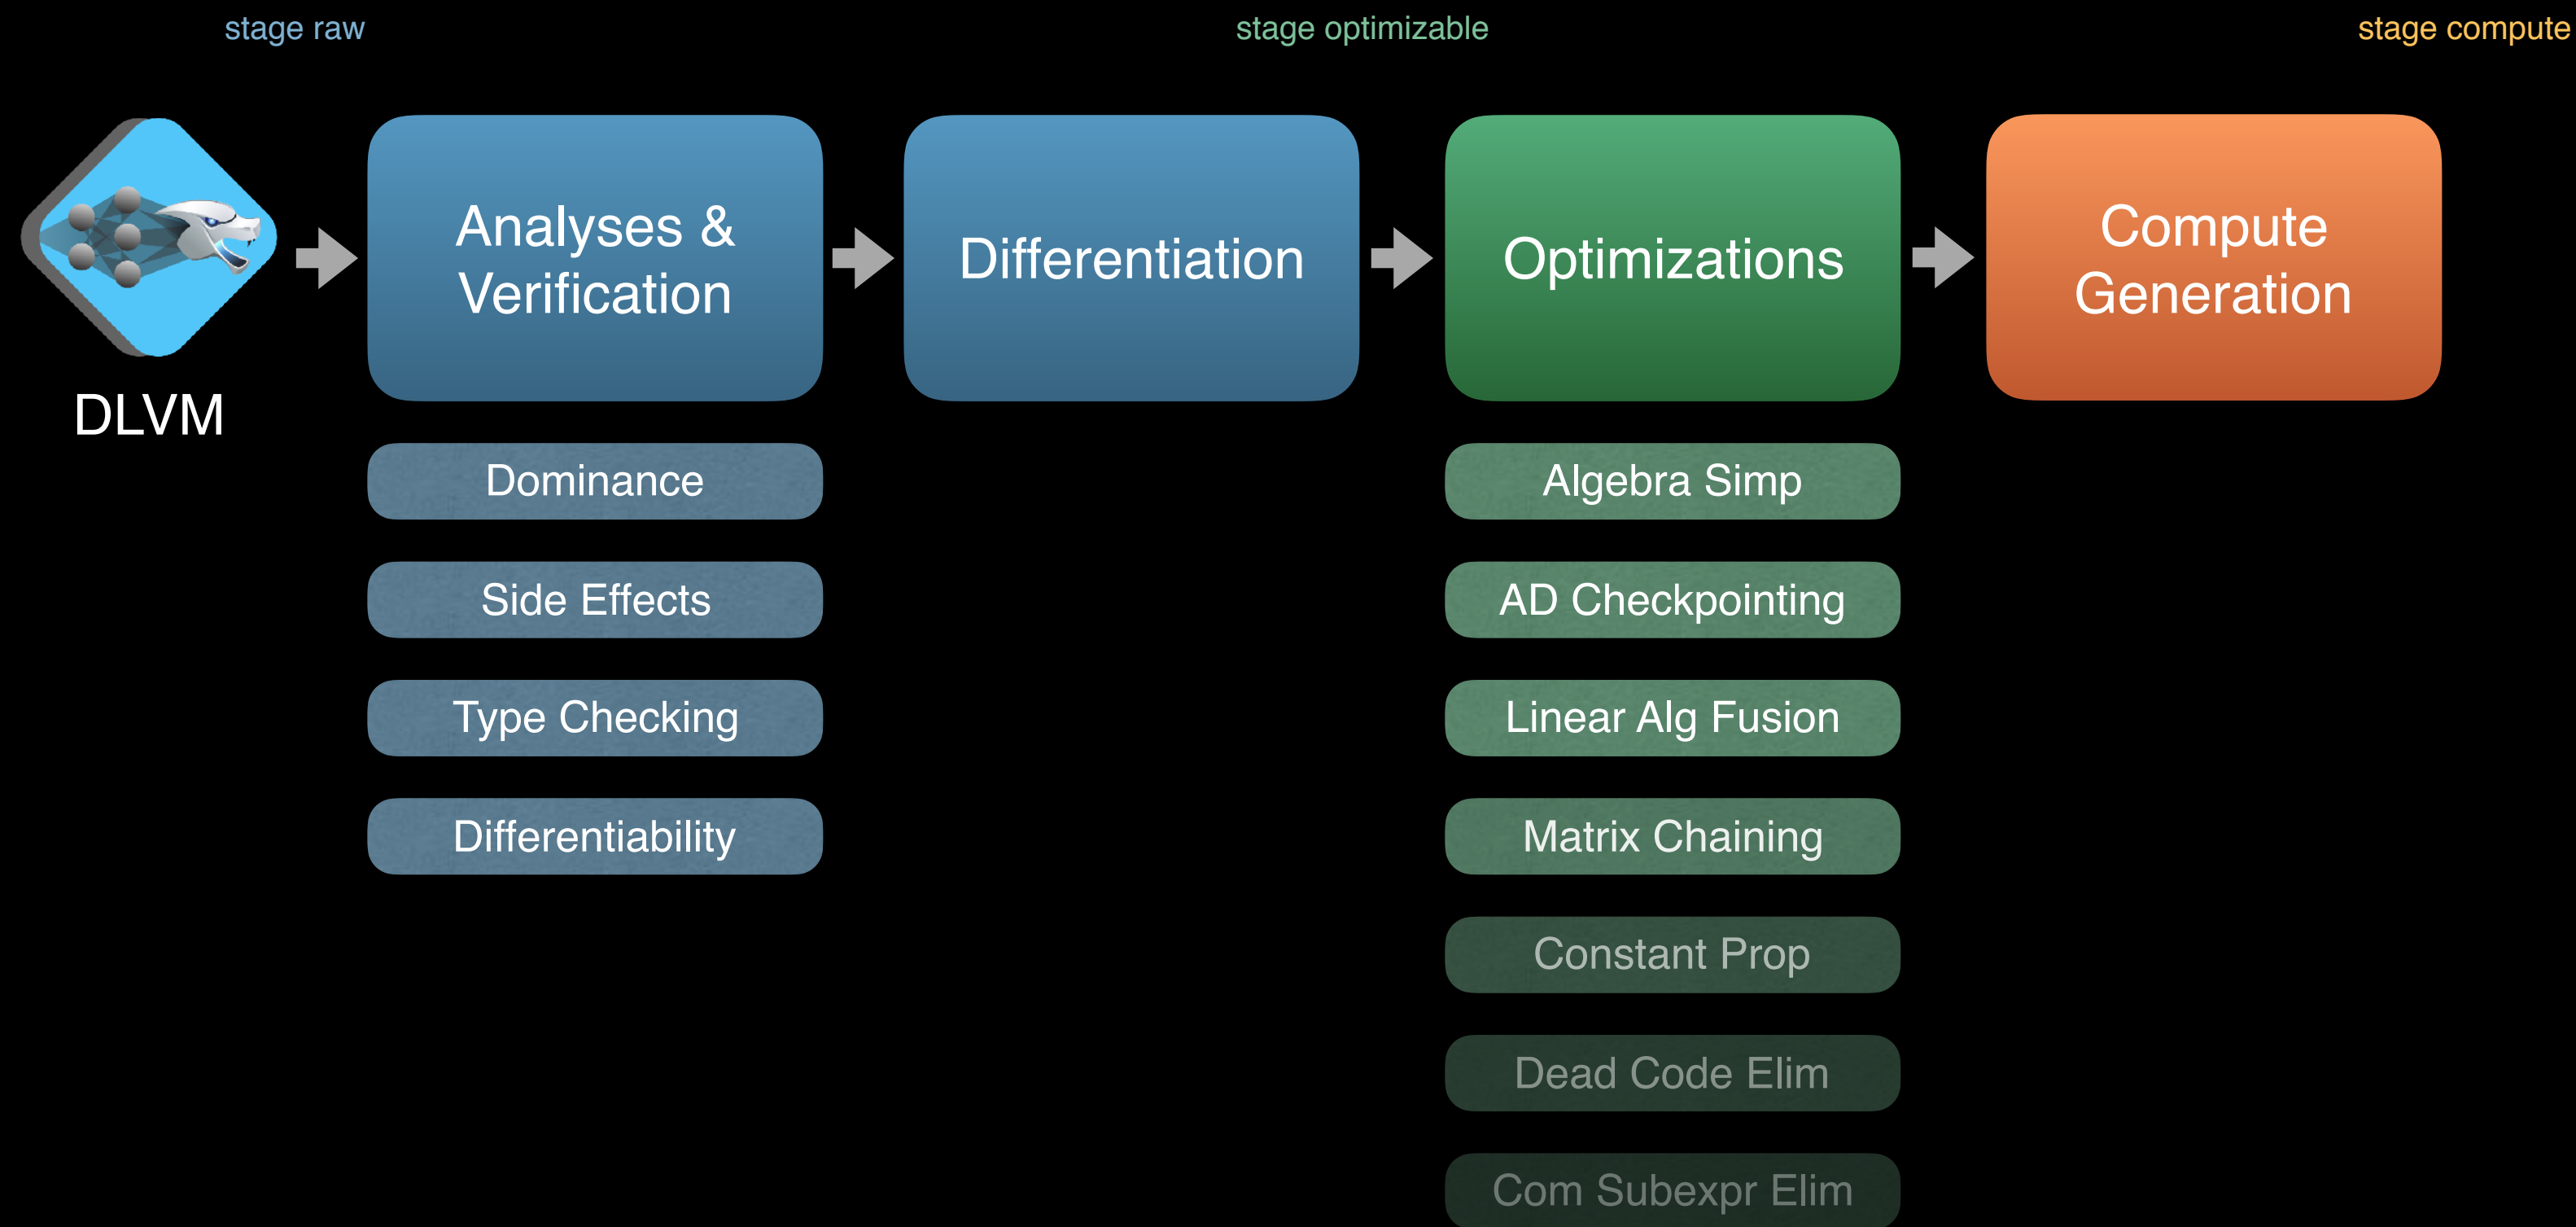 stage raw
stage optimizable
stage compute
DLVM
Analyses &
Verification
Differentiation
Optimizations
Compute
Generation
Dominance
Side Effects
Type Checking
Differentiability
Algebra Simp
AD Checkpointing
Linear Alg Fusion
Matrix Chaining
Constant Prop
Dead Code Elim
Com Subexpr Elim